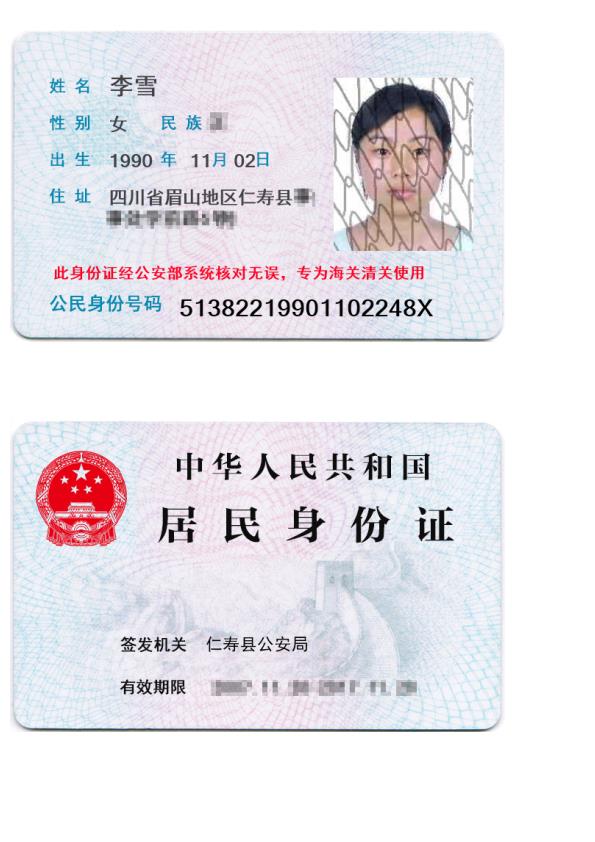 姓名 李雪
性别 女 民族
出生 1990 年 11月 02日
住址 四川省眉山地区仁寿县
此身份证经公安部系统核对无误，专为海关清关使用
公民身份号码 51382219901102248X
中华人民共和国
居民身份证
签发机关 仁寿县公安局
有效期限